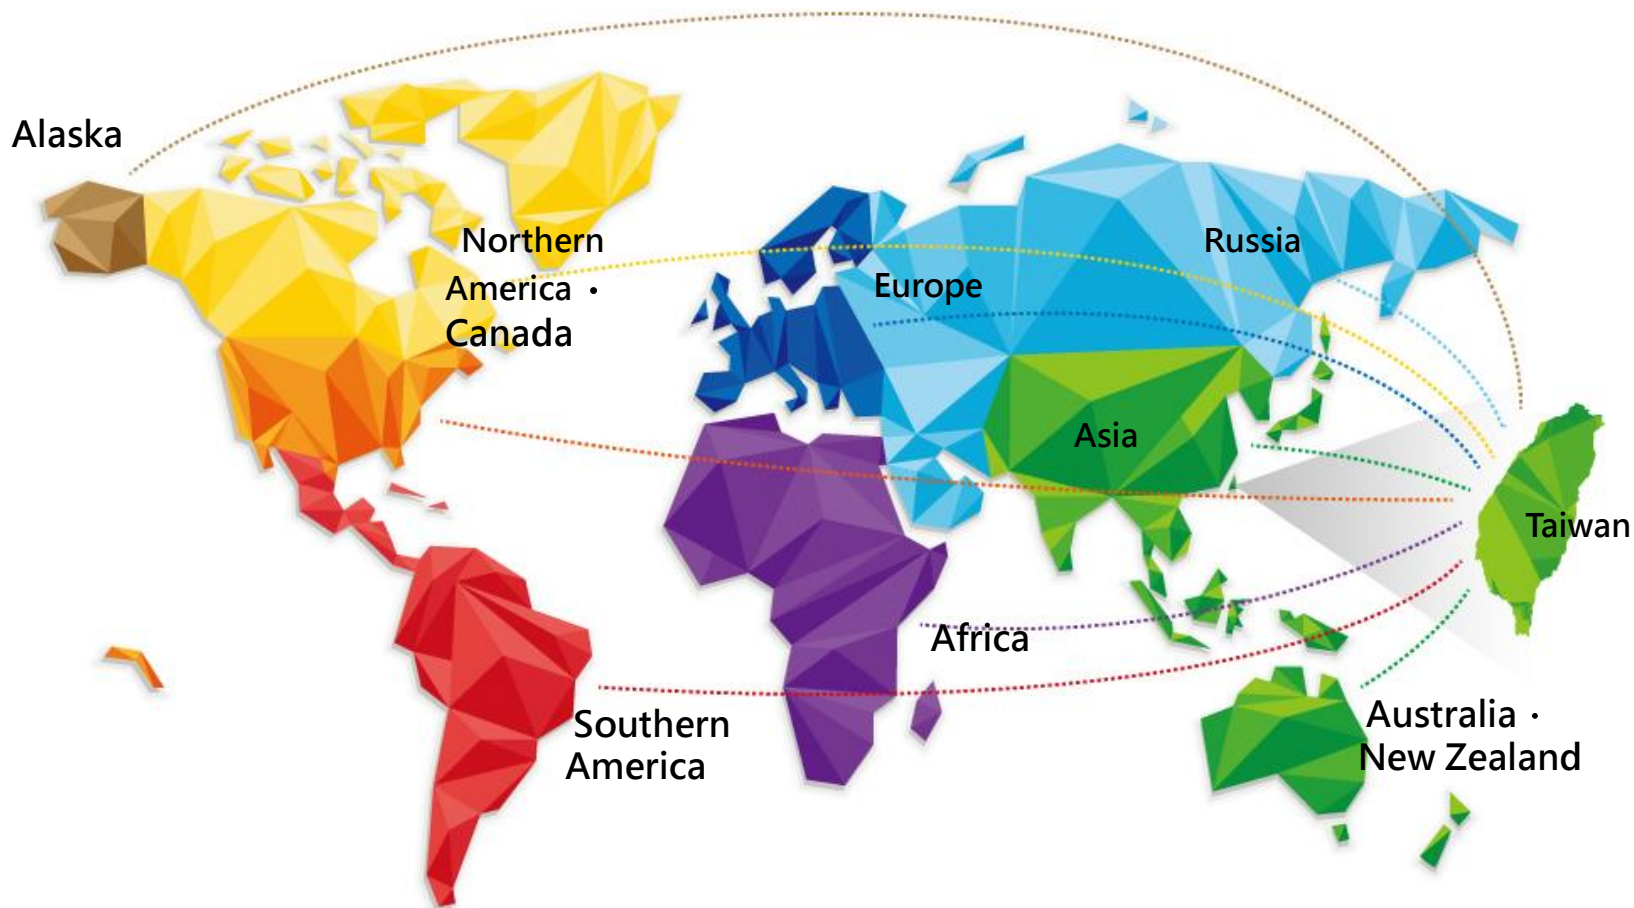 Alaska
Northern
America・
Canada
Russia
Europe
Asia
Taiwan
Africa
Southern
America
Australia・
New Zealand